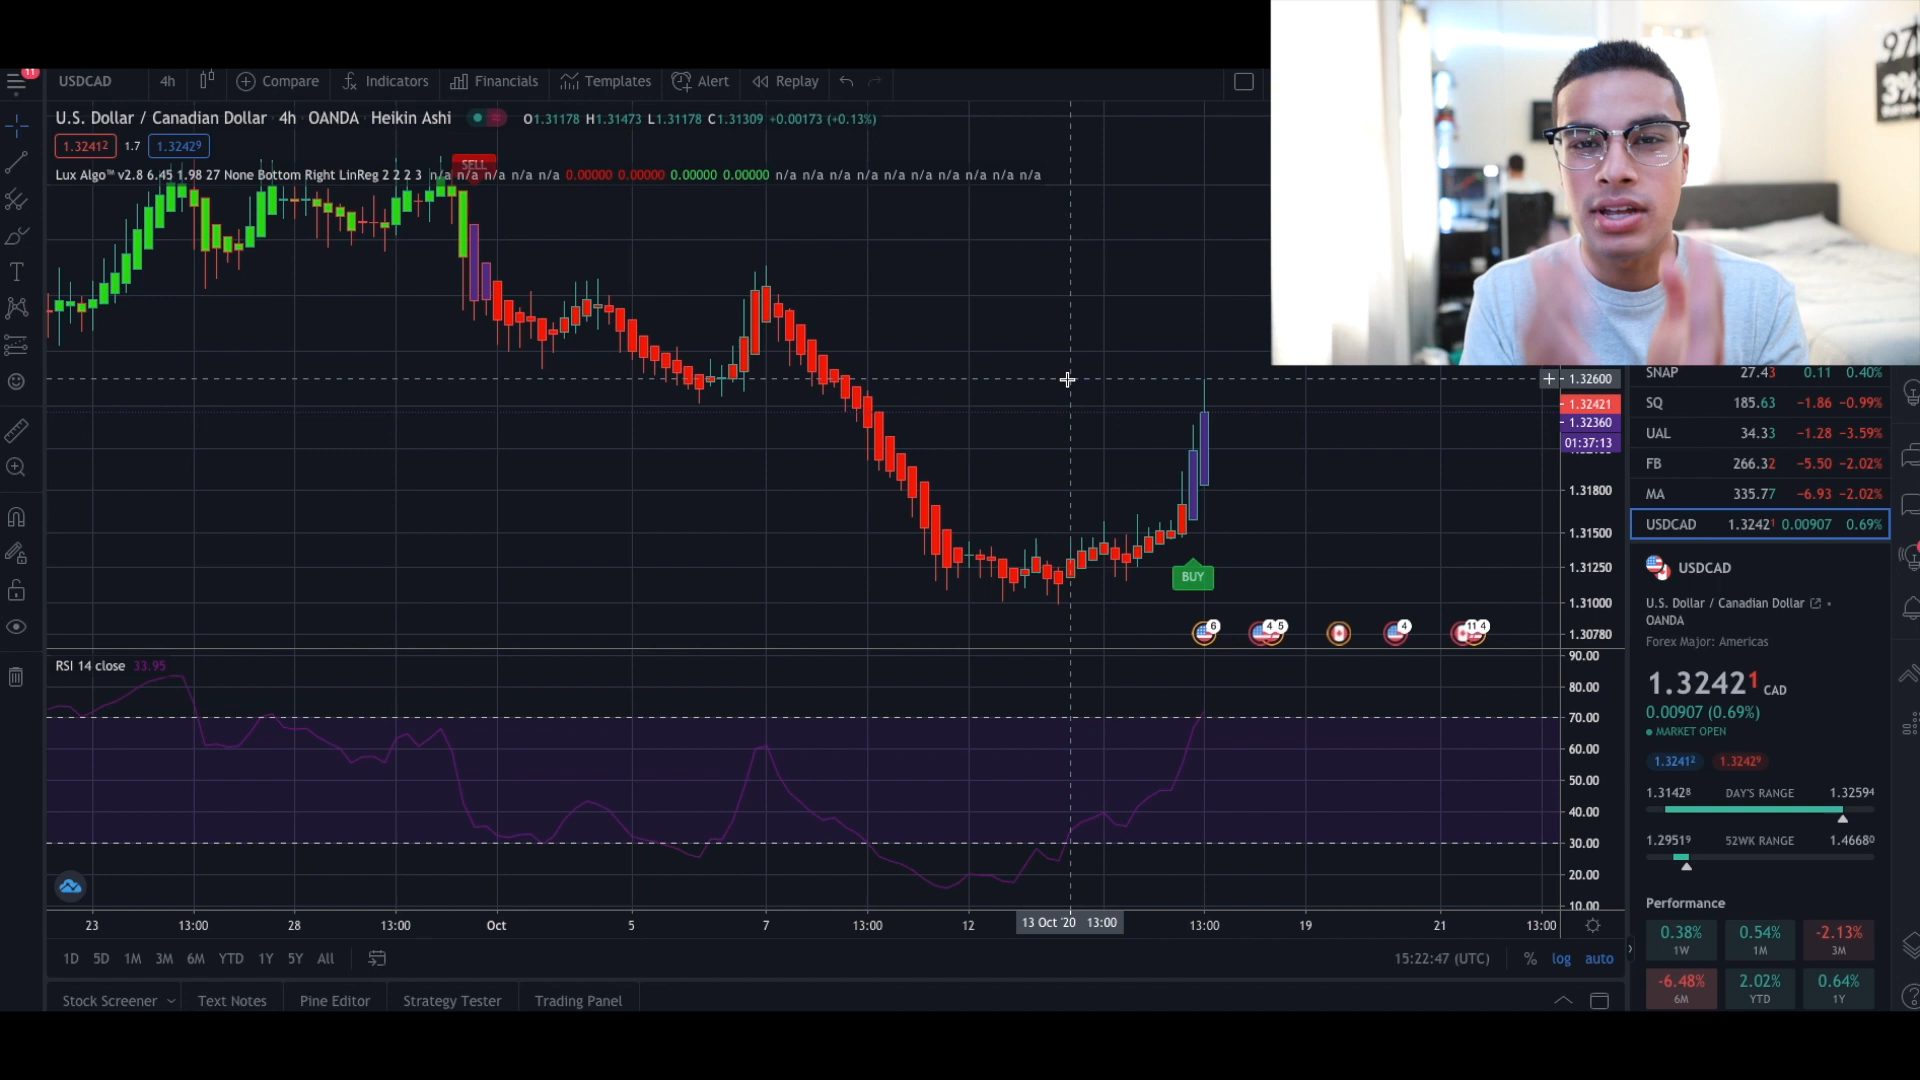 11
USDCAD 4h Compare Indicators Financials Templates Alert Replay
U.S. Dollar / Canadian Dollar 4h OANDA Heikin Ashi O1.31178 H1.31473 L1.31178 C1.31309 +0.00173 (+0.13%)
1.32412 1.7 1.32429
SELL
Lux Algo™ v2.8 6.45 1.98 27 None Bottom Right LinReg 2 2 2 3 n/a n/a n/a n/a n/a 0.00000 0.00000 0.00000 0.00000 n/a n/a n/a n/a n/a n/a n/a n/a n/a n/a
97
3%
1.32600
1.32421
1.32360
01:37:13
1.31800
1.31500
1.31250
1.31000
1.30780
BUY
6 4 5 4 11 4
RSI 14 close 33.95
90.00
80.00
70.00
60.00
50.00
40.00
30.00
20.00
10.00
23 13:00 28 13:00 Oct 5 7 13:00 12 13 Oct '20 13:00 13:00 19 21 13:00
1D 5D 1M 3M 6M YTD 1Y 5Y All 15:22:47 (UTC) % log auto
Stock Screener Text Notes Pine Editor Strategy Tester Trading Panel
SNAP 27.43 0.11 0.40%
SQ 185.63 −1.86 −0.99%
UAL 34.33 −1.28 −3.59%
FB 266.32 −5.50 −2.02%
MA 335.77 −6.93 −2.02%
USDCAD 1.32421 0.00907 0.69%
USDCAD
U.S. Dollar / Canadian Dollar
OANDA
Forex Major: Americas
1.32421 CAD
0.00907 (0.69%)
MARKET OPEN
1.32412 1.32429
1.31428 DAY'S RANGE 1.32594
1.29519 52WK RANGE 1.46680
Performance
0.38% 0.54% -2.13%
1W 1M 3M
-6.48% 2.02% 0.64%
6M YTD 1Y